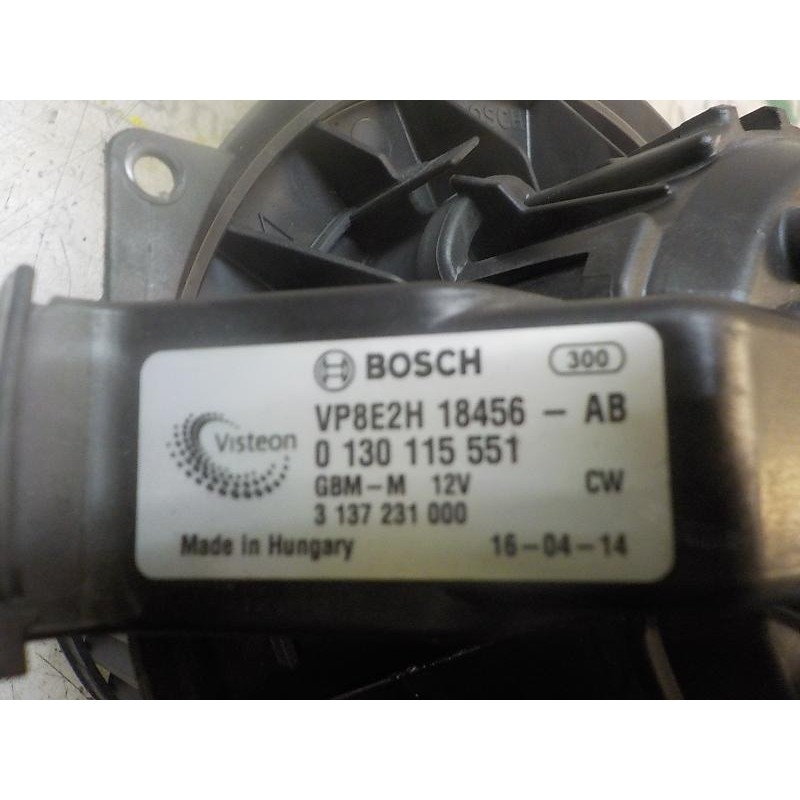 BOSCH
BOSCH 300
VP8E2H 18456 - AB
Visteon
0 130 115 551
GBM-M 12V CW
3 137 231 000
Made in Hungary 16-04-14